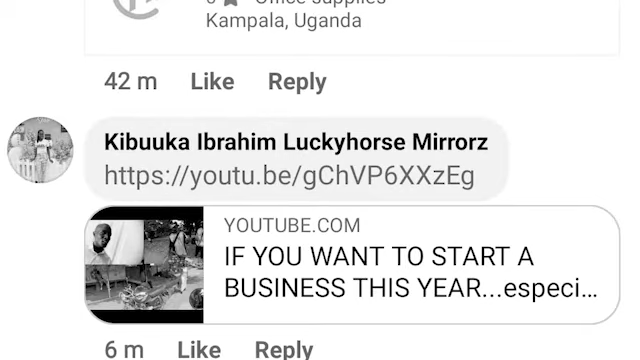 6 ★ Office supplies
Kampala, Uganda
42 m Like Reply
Kibuuka Ibrahim Luckyhorse Mirrorz
https://youtu.be/gChVP6XXzEg
YOUTUBE.COM
IF YOU WANT TO START A
BUSINESS THIS YEAR...especi...
6 m Like Reply